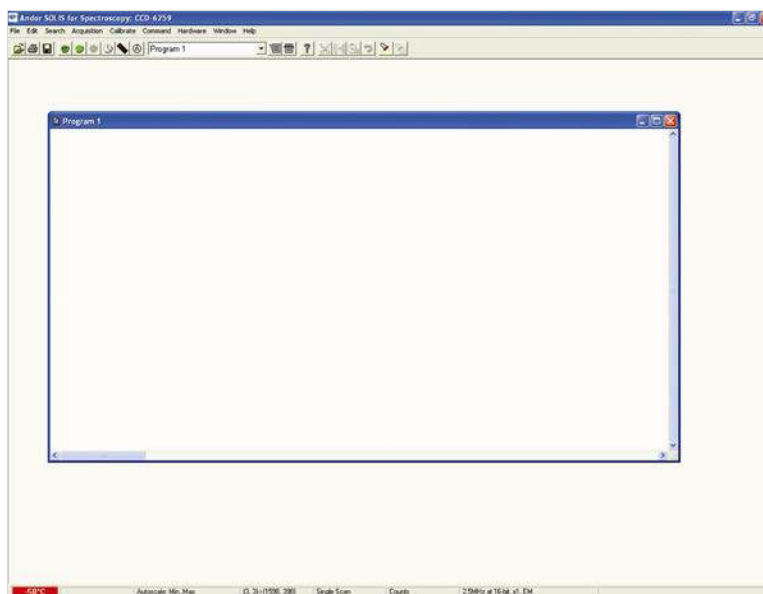 Andor SOLIS for Spectroscopy: CCD-6759
File Edit Search Acquisition Calibrate Command Hardware Window Help
Program 1
Program 1
-50°C Autoscale: Min..Max Single Scan Counts 2.5MHz at 16-bit, x1, EM